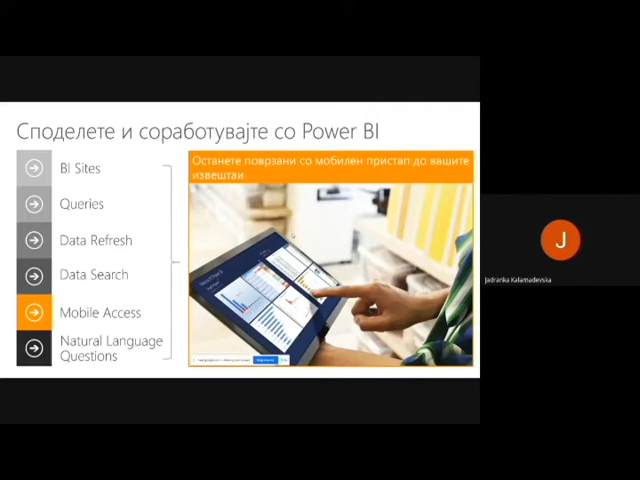 Споделете и соработувајте со Power BI
BI Sites
Queries
Data Refresh
Data Search
Mobile Access
Natural Language
Questions
Останете поврзани со мобилен пристап до вашите
извештаи
J
Jadranka Kalamadevska